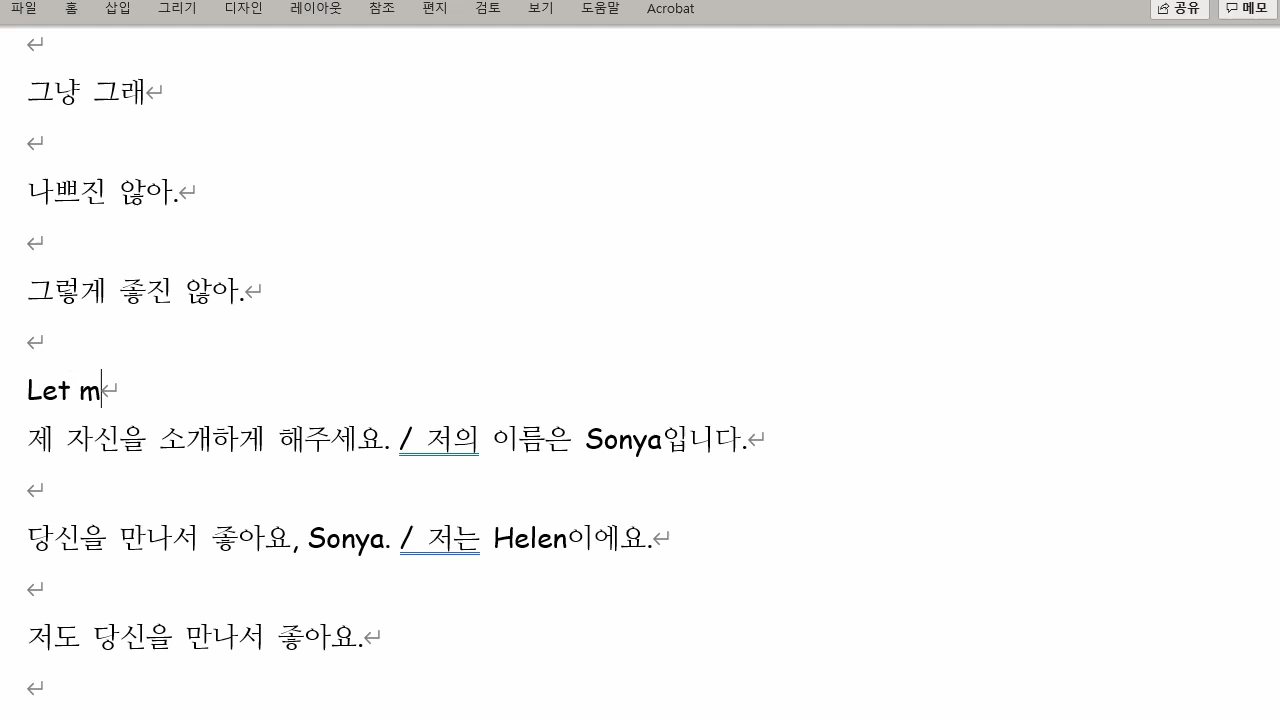 파일 홈 삽입 그리기 디자인 레이아웃 참조 편지 검토 보기 도움말 Acrobat 공유 메모
그냥 그래
나쁘진 않아.
그렇게 좋진 않아.
Let m
제 자신을 소개하게 해주세요. / 저의 이름은 Sonya입니다.
당신을 만나서 좋아요, Sonya. / 저는 Helen이에요.
저도 당신을 만나서 좋아요.